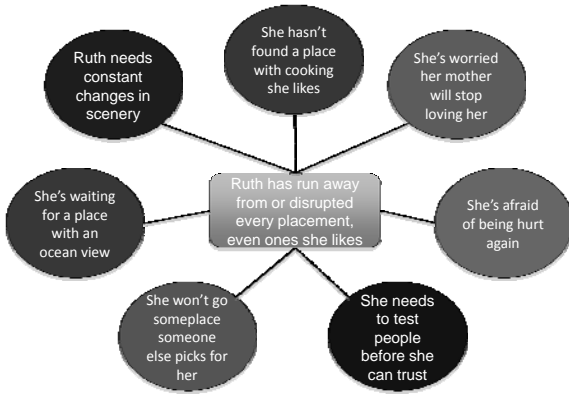 Ruth needs
constant
changes in
scenery
She hasn't
found a place
with cooking
she likes
She's worried
her mother
will stop
loving her
She's waiting
for a place
with an
ocean view
Ruth has run away
from or disrupted
every placement,
even ones she likes
She's afraid
of being hurt
again
She won't go
someplace
someone
else picks for
her
She needs
to test
people
before she
can trust